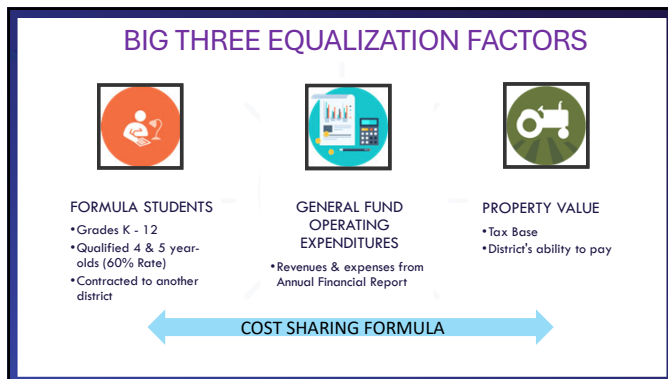 BIG THREE EQUALIZATION FACTORS
FORMULA STUDENTS
•Grades K - 12
•Qualified 4 & 5 year-
olds (60% Rate)
•Contracted to another
district
GENERAL FUND
OPERATING
EXPENDITURES
•Revenues & expenses from
Annual Financial Report
PROPERTY VALUE
•Tax Base
•District's ability to pay
COST SHARING FORMULA